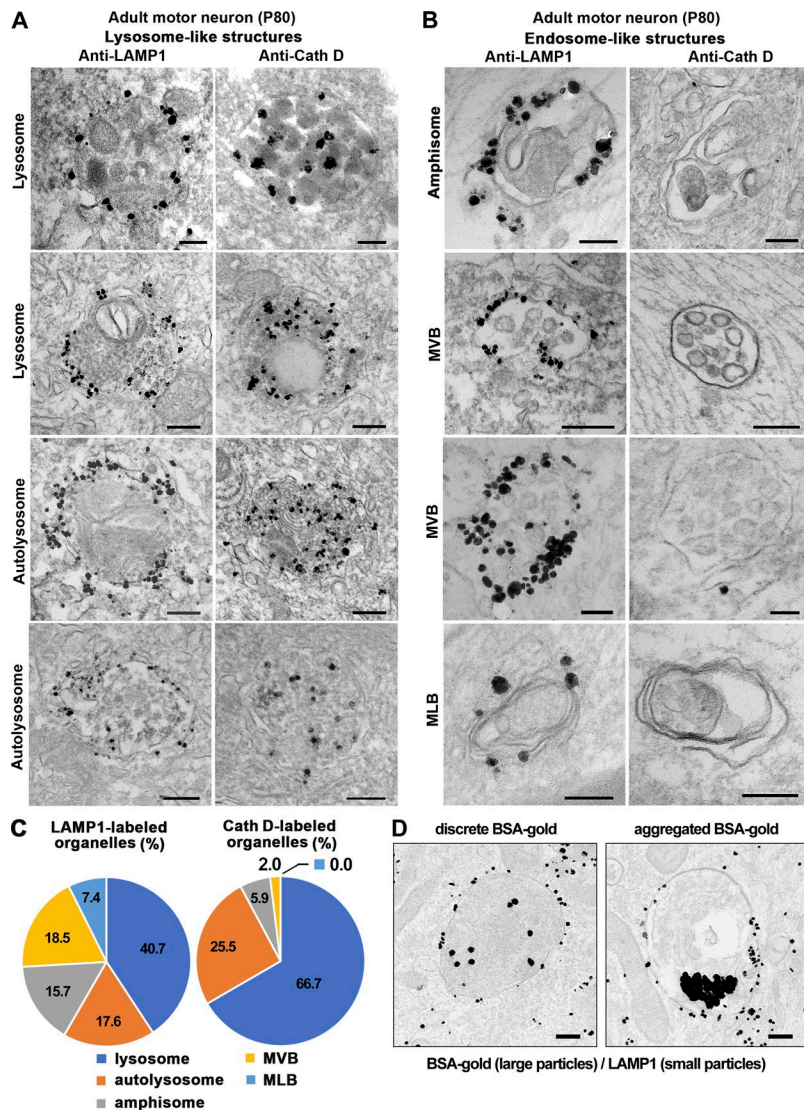 A
Adult motor neuron (P80)
Lysosome-like structures
Anti-LAMP1
Anti-Cath D
Lysosome
Lysosome
Autolysosome
Autolysosome
B
Adult motor neuron (P80)
Endosome-like structures
Anti-LAMP1
Anti-Cath D
Amphisome
MVB
MVB
MLB
C
LAMP1-labeled
organelles (%)
7.4
18.5
40.7
15.7
17.6
Cath D-labeled
organelles (%)
2.0
0.0
5.9
25.5
66.7
lysosome
autolysosome
amphisome
MVB
MLB
D
discrete BSA-gold
aggregated BSA-gold
BSA-gold (large particles) / LAMP1 (small particles)